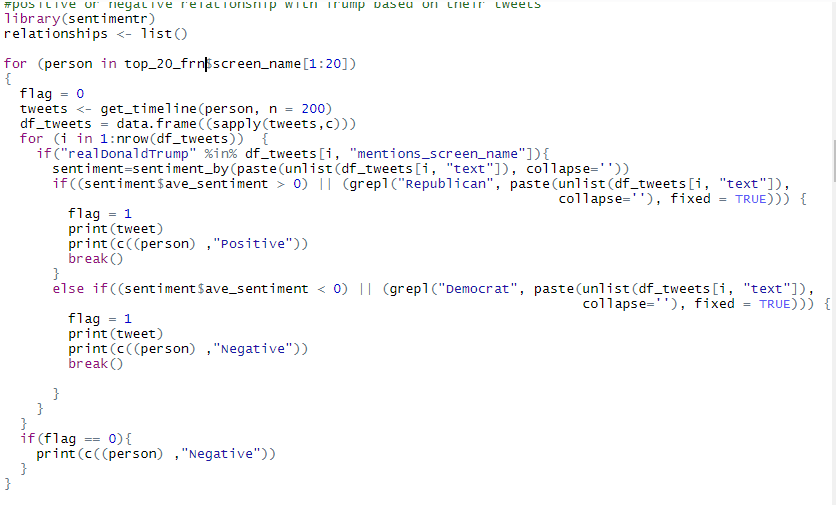 #positive or negative relationship with Trump based on their tweets
library(sentimentr)
relationships <- list()

for (person in top_20_frn$screen_name[1:20])
{
  flag = 0
  tweets <- get_timeline(person, n = 200)
  df_tweets = data.frame((sapply(tweets,c)))
  for (i in 1:nrow(df_tweets))  {
    if("realDonaldTrump" %in% df_tweets[i, "mentions_screen_name"]){
      sentiment=sentiment_by(paste(unlist(df_tweets[i, "text"]), collapse=''))
      if((sentiment$ave_sentiment > 0) || (grepl("Republican", paste(unlist(df_tweets[i, "text"]),
                                                                     collapse=''), fixed = TRUE))) {
        flag = 1
        print(tweet)
        print(c((person) ,"Positive"))
        break()
      }
      else if((sentiment$ave_sentiment < 0) || (grepl("Democrat", paste(unlist(df_tweets[i, "text"]),
                                                                        collapse=''), fixed = TRUE))) {
        flag = 1
        print(tweet)
        print(c((person) ,"Negative"))
        break()

      }
    }
  }
  if(flag == 0){
    print(c((person) ,"Negative"))
  }
}